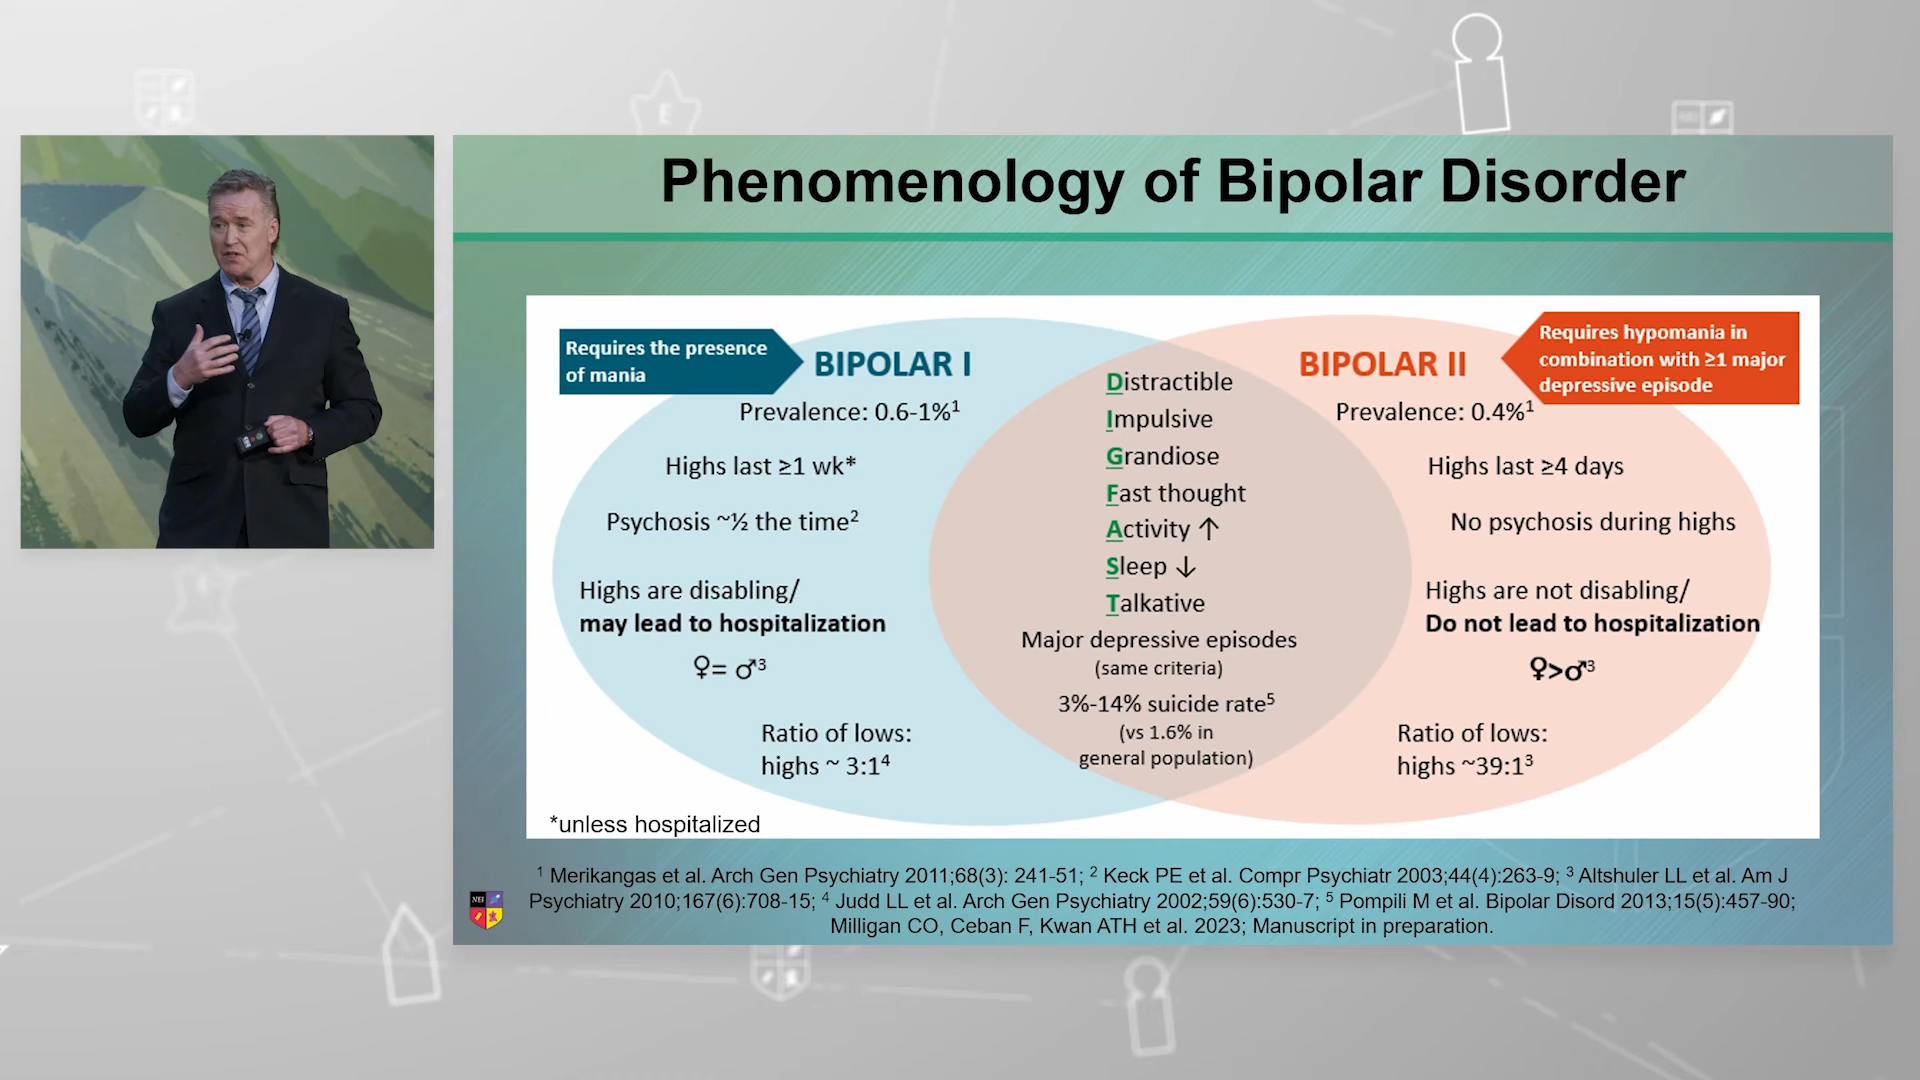 Phenomenology of Bipolar Disorder
Requires the presence
of mania
BIPOLAR I
Prevalence: 0.6-1%¹
Highs last ≥1 wk*
Psychosis ~½ the time²
Highs are disabling/
may lead to hospitalization
♀= ♂³
Ratio of lows:
highs ~ 3:1⁴
*unless hospitalized
Distractible
Impulsive
Grandiose
Fast thought
Activity ↑
Sleep ↓
Talkative
Major depressive episodes
(same criteria)
3%-14% suicide rate⁵
(vs 1.6% in
general population)
BIPOLAR II
Requires hypomania in
combination with ≥1 major
depressive episode
Prevalence: 0.4%¹
Highs last ≥4 days
No psychosis during highs
Highs are not disabling/
Do not lead to hospitalization
♀>♂³
Ratio of lows:
highs ~39:1³
¹ Merikangas et al. Arch Gen Psychiatry 2011;68(3): 241-51; ² Keck PE et al. Compr Psychiatr 2003;44(4):263-9; ³ Altshuler LL et al. Am J
Psychiatry 2010;167(6):708-15; ⁴ Judd LL et al. Arch Gen Psychiatry 2002;59(6):530-7; ⁵ Pompili M et al. Bipolar Disord 2013;15(5):457-90;
Milligan CO, Ceban F, Kwan ATH et al. 2023; Manuscript in preparation.
NEI
E